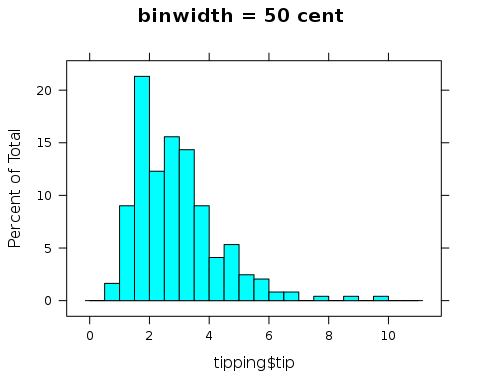 binwidth = 50 cent
Percent of Total
20
15
10
5
0
0 2 4 6 8 10
tipping$tip